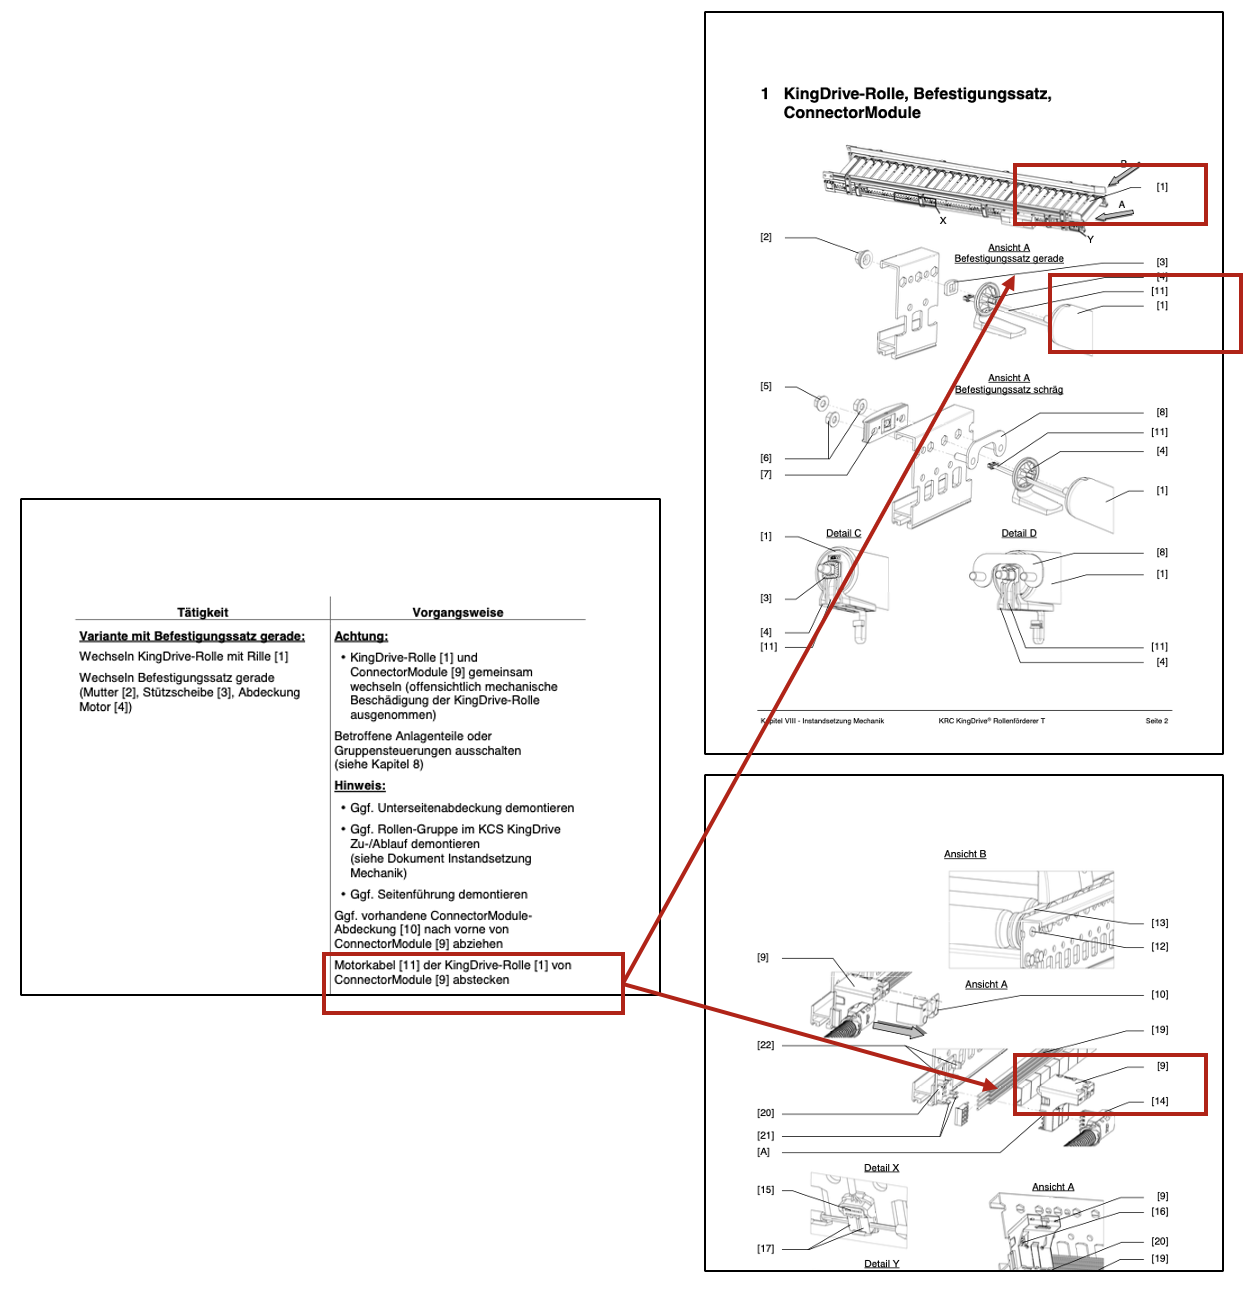 1 KingDrive-Rolle, Befestigungssatz,
ConnectorModule
B
[1]
A
X
Y
[2]
Ansicht A
Befestigungssatz gerade
[3]
[4]
[11]
[1]
Ansicht A
Befestigungssatz schräg
[5]
[8]
[11]
[6]
[4]
[7]
[1]
[1]
Detail C
Detail D
[8]
[1]
[3]
[4]
[11]
[11]
[4]
Kapitel VIII - Instandsetzung Mechanik KRC KingDrive® Rollenförderer T Seite 2
Tätigkeit Vorgangsweise
Variante mit Befestigungssatz gerade:
Wechseln KingDrive-Rolle mit Rille [1]
Wechseln Befestigungssatz gerade
(Mutter [2], Stützscheibe [3], Abdeckung
Motor [4])
Achtung:
• KingDrive-Rolle [1] und
ConnectorModule [9] gemeinsam
wechseln (offensichtlich mechanische
Beschädigung der KingDrive-Rolle
ausgenommen)
Betroffene Anlagenteile oder
Gruppensteuerungen ausschalten
(siehe Kapitel 8)
Hinweis:
• Ggf. Unterseitenabdeckung demontieren
• Ggf. Rollen-Gruppe im KCS KingDrive
Zu-/Ablauf demontieren
(siehe Dokument Instandsetzung
Mechanik)
• Ggf. Seitenführung demontieren
Ggf. vorhandene ConnectorModule-
Abdeckung [10] nach vorne von
ConnectorModule [9] abziehen
Motorkabel [11] der KingDrive-Rolle [1] von
ConnectorModule [9] abstecken
Ansicht B
[13]
[12]
[9]
Ansicht A
[10]
[19]
[22]
[9]
[14]
[20]
[21]
[A]
Detail X
[15]
Ansicht A
[9]
[16]
[17]
[20]
[19]
Detail Y